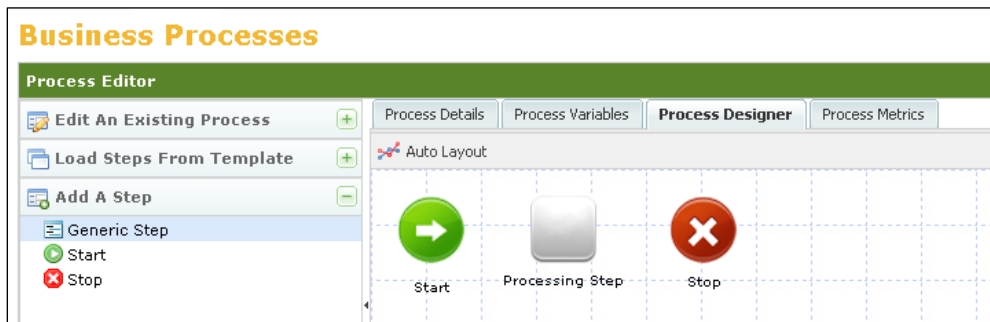 Business Processes
Process Editor
Edit An Existing Process
Load Steps From Template
Add A Step
Generic Step
Start
Stop
Process Details Process Variables Process Designer Process Metrics
Auto Layout
Start Processing Step Stop